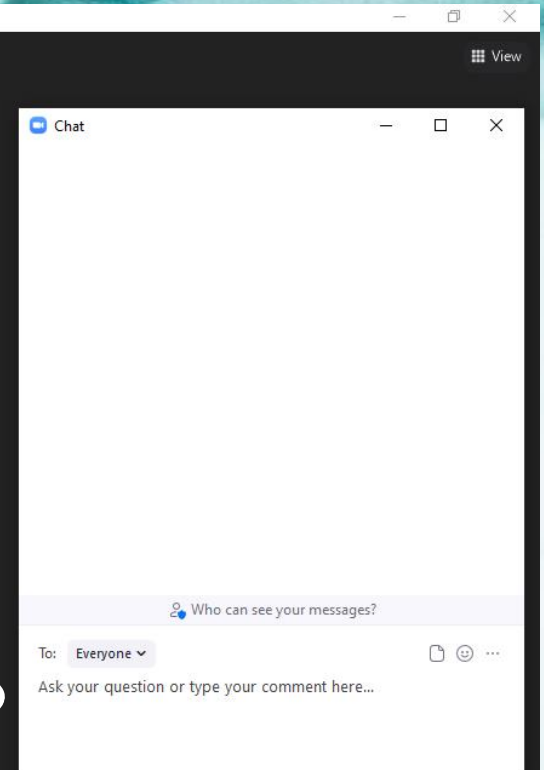 View
Chat
Who can see your messages?
To: Everyone
Ask your question or type your comment here...